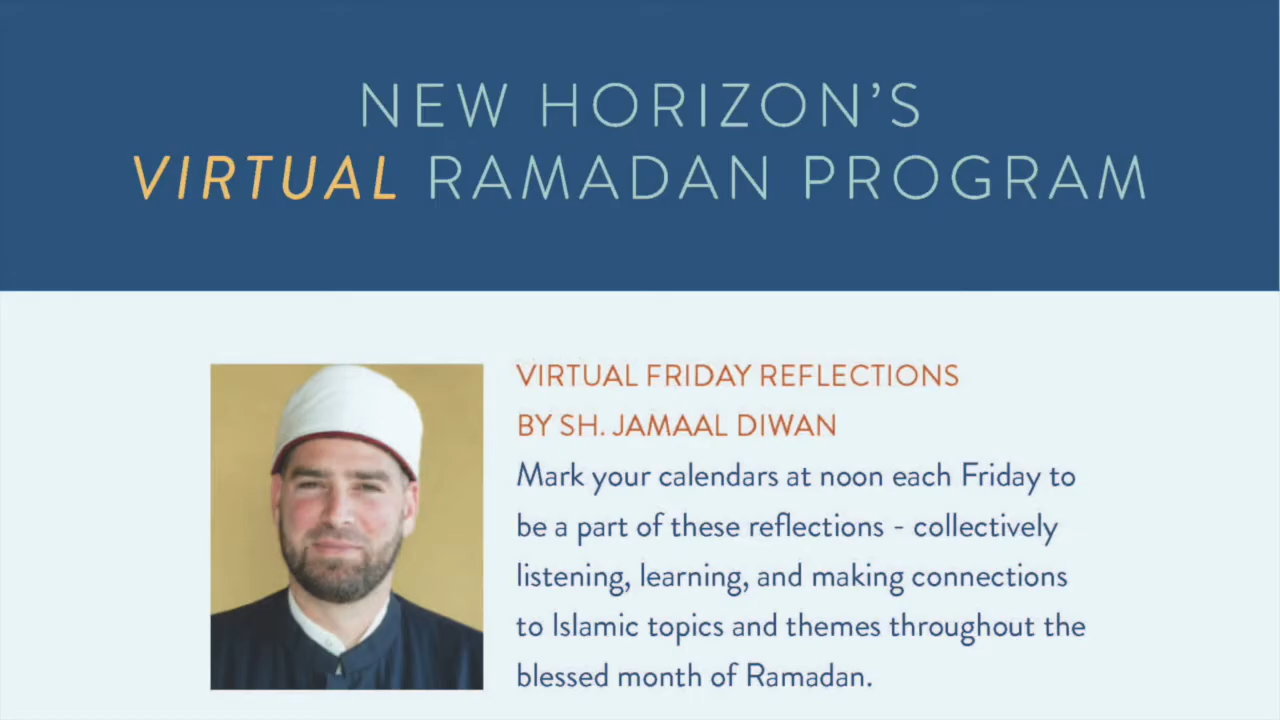 NEW HORIZON’S
VIRTUAL RAMADAN PROGRAM
VIRTUAL FRIDAY REFLECTIONS
BY SH. JAMAAL DIWAN
Mark your calendars at noon each Friday to
be a part of these reflections - collectively
listening, learning, and making connections
to Islamic topics and themes throughout the
blessed month of Ramadan.